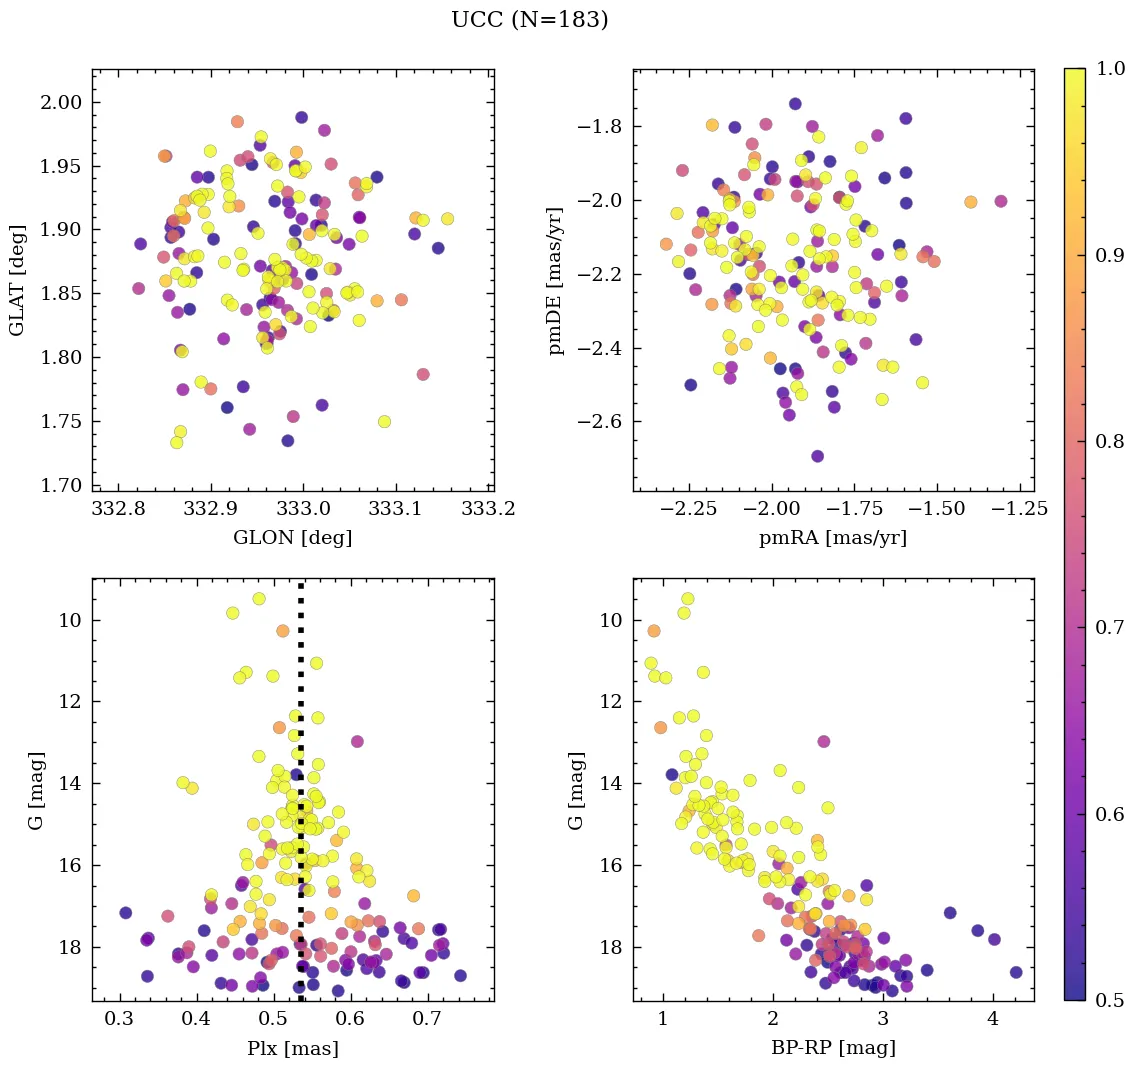 UCC (N=183)
2.00
1.95
1.90
1.85
1.80
1.75
1.70
GLAT [deg]
332.8 332.9 333.0 333.1 333.2
GLON [deg]
−1.8
−2.0
−2.2
−2.4
−2.6
pmDE [mas/yr]
−2.25 −2.00 −1.75 −1.50 −1.25
pmRA [mas/yr]
10
12
14
16
18
G [mag]
0.3 0.4 0.5 0.6 0.7
Plx [mas]
10
12
14
16
18
G [mag]
1 2 3 4
BP-RP [mag]
1.0
0.9
0.8
0.7
0.6
0.5